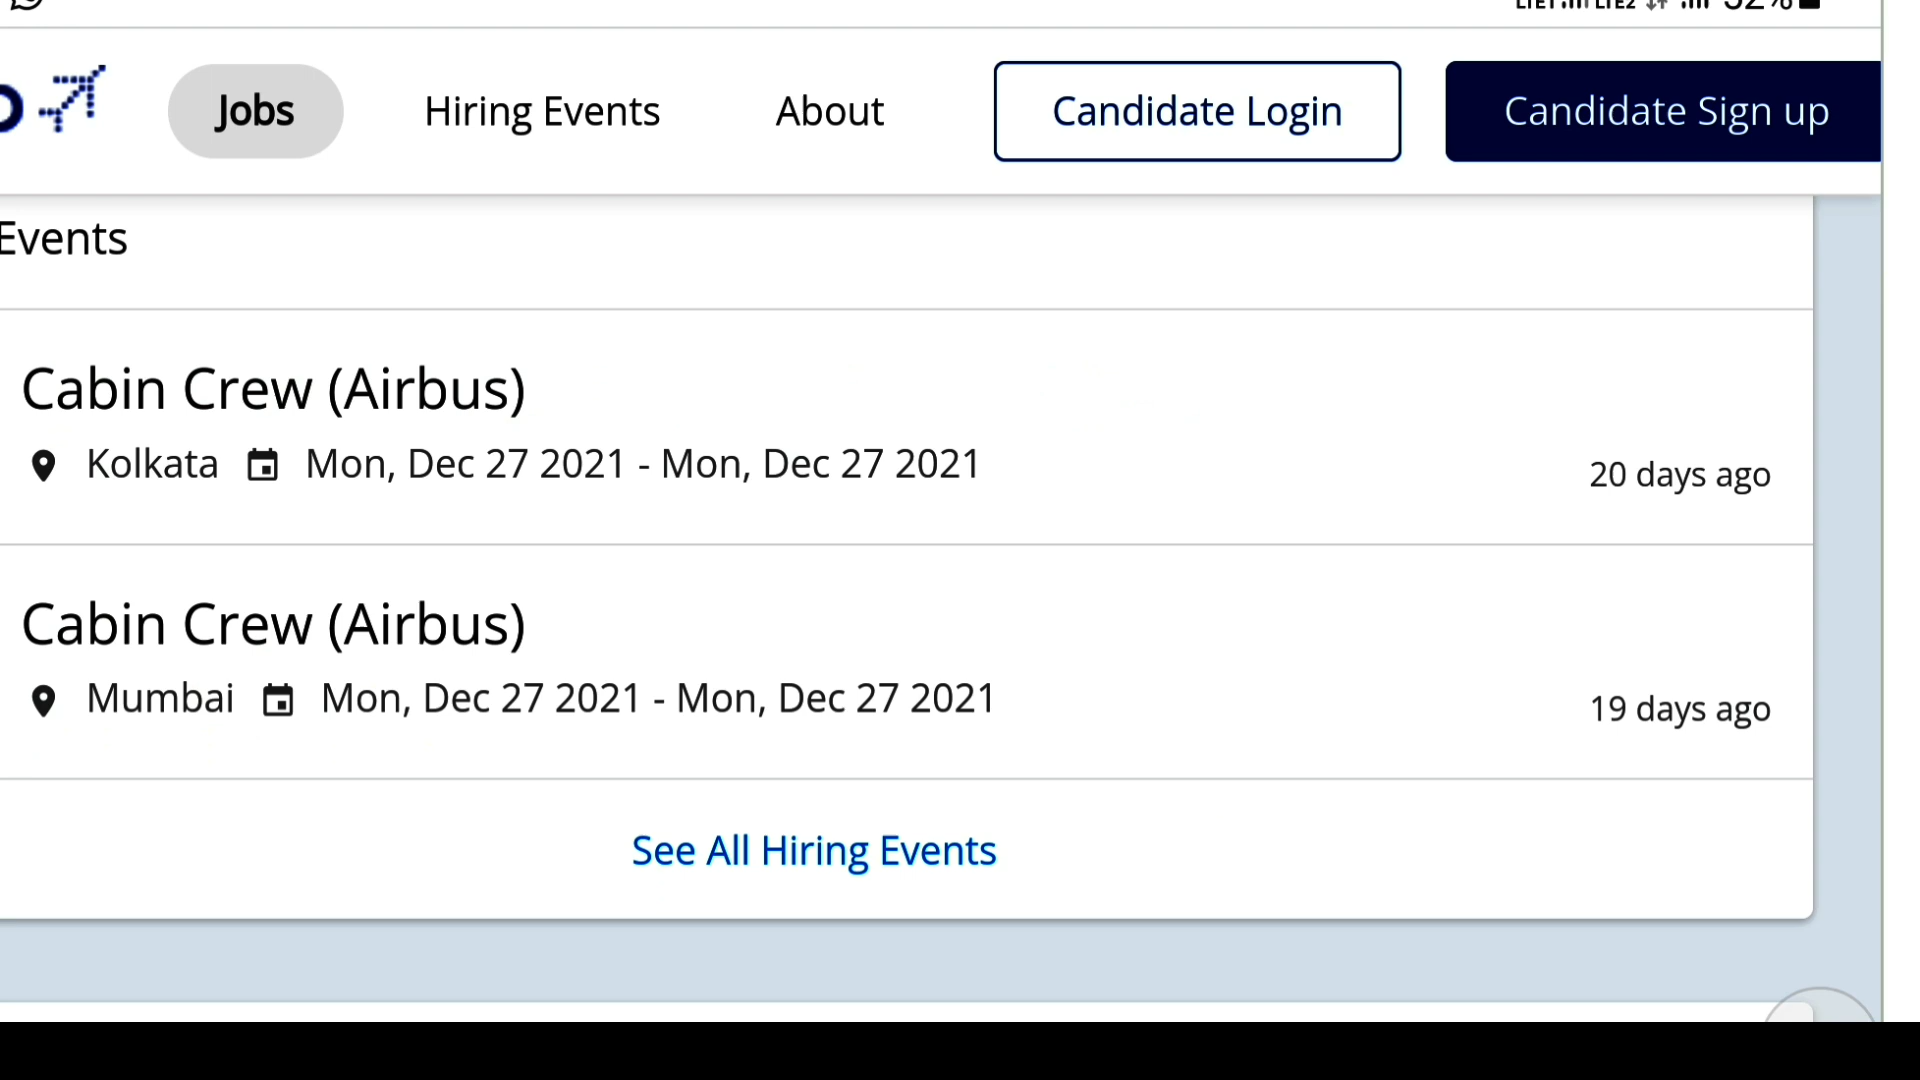 Jobs Hiring Events About Candidate Login Candidate Sign up
Events
Cabin Crew (Airbus)
Kolkata Mon, Dec 27 2021 - Mon, Dec 27 2021 20 days ago
Cabin Crew (Airbus)
Mumbai Mon, Dec 27 2021 - Mon, Dec 27 2021 19 days ago
See All Hiring Events